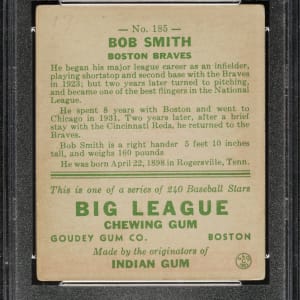 No. 185
BOB SMITH
BOSTON BRAVES
He began his major league career as an infielder,
playing shortstop and second base with the Braves
in 1923; but two years later turned to pitching,
and became one of the best flingers in the National
League.
He spent 8 years with Boston and went to
Chicago in 1931. Two years later, after a brief
stay with the Cincinnati Reds, he returned to the
Braves.
Bob Smith is a right hander 5 feet 10 inches
tall, and weighs 160 pounds
He was born April 22, 1898 in Rogersville, Tenn.
This is one of a series of 240 Baseball Stars
BIG LEAGUE
CHEWING GUM
GOUDEY GUM CO. BOSTON
Made by the originators of
INDIAN GUM